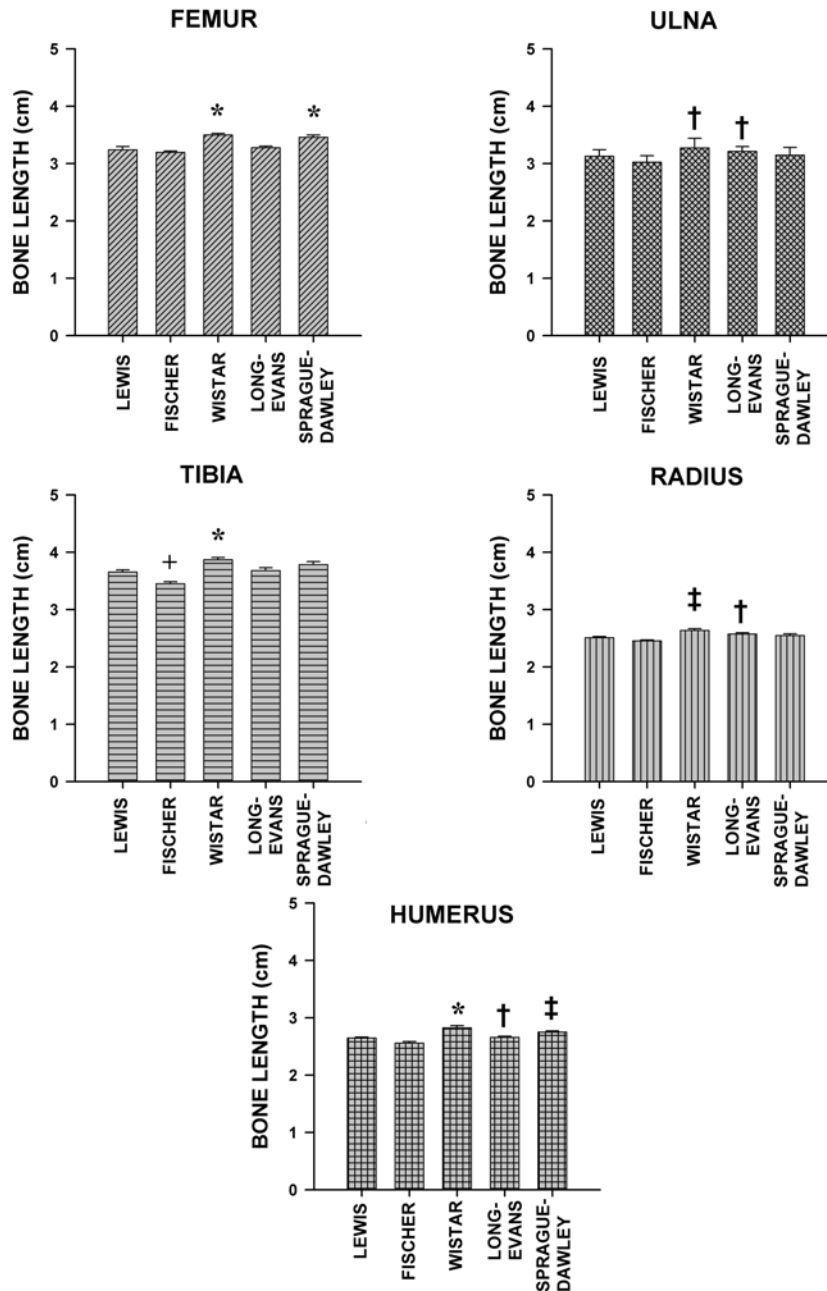 FEMUR
BONE LENGTH (cm)
5
4
3
2
1
0
*
*
LEWIS
FISCHER
WISTAR
LONG-
EVANS
SPRAGUE-
DAWLEY
ULNA
BONE LENGTH (cm)
5
4
3
2
1
0
†
†
LEWIS
FISCHER
WISTAR
LONG-
EVANS
SPRAGUE-
DAWLEY
TIBIA
BONE LENGTH (cm)
5
4
3
2
1
0
+
*
LEWIS
FISCHER
WISTAR
LONG-
EVANS
SPRAGUE-
DAWLEY
RADIUS
BONE LENGTH (cm)
5
4
3
2
1
0
‡
†
LEWIS
FISCHER
WISTAR
LONG-
EVANS
SPRAGUE-
DAWLEY
HUMERUS
BONE LENGTH (cm)
5
4
3
2
1
0
*
†
‡
LEWIS
FISCHER
WISTAR
LONG-
EVANS
SPRAGUE-
DAWLEY